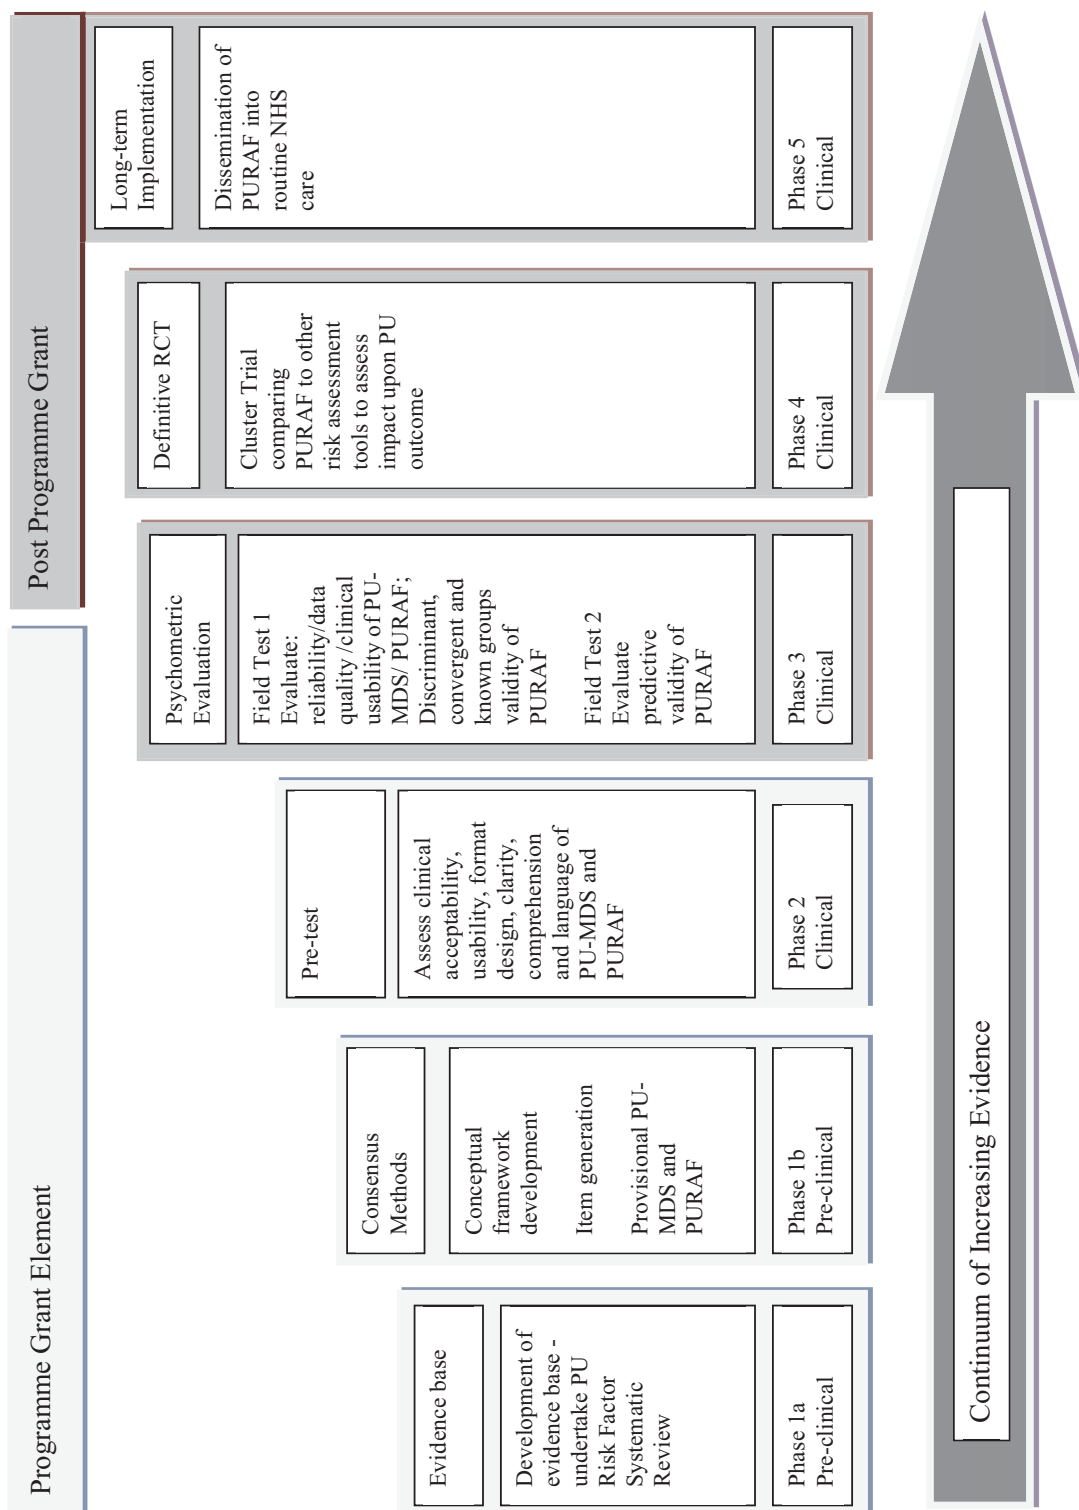 Programme Grant Element
Post Programme Grant
Evidence base
Development of
evidence base -
undertake PU
Risk Factor
Systematic
Review
Phase 1a
Pre-clinical
Consensus
Methods
Conceptual
framework
development
Item generation
Provisional PU-
MDS and
PURAF
Phase 1b
Pre-clinical
Pre-test
Assess clinical
acceptability,
usability, format
design, clarity,
comprehension
and language of
PU-MDS and
PURAF
Phase 2
Clinical
Psychometric
Evaluation
Field Test 1
Evaluate:
reliability/data
quality /clinical
usability of PU-
MDS/ PURAF;
Discriminant,
convergent and
known groups
validity of
PURAF
Field Test 2
Evaluate
predictive
validity of
PURAF
Phase 3
Clinical
Definitive RCT
Cluster Trial
comparing
PURAF to other
risk assessment
tools to assess
impact upon PU
outcome
Phase 4
Clinical
Long-term
Implementation
Dissemination of
PURAF into
routine NHS
care
Phase 5
Clinical
Continuum of Increasing Evidence